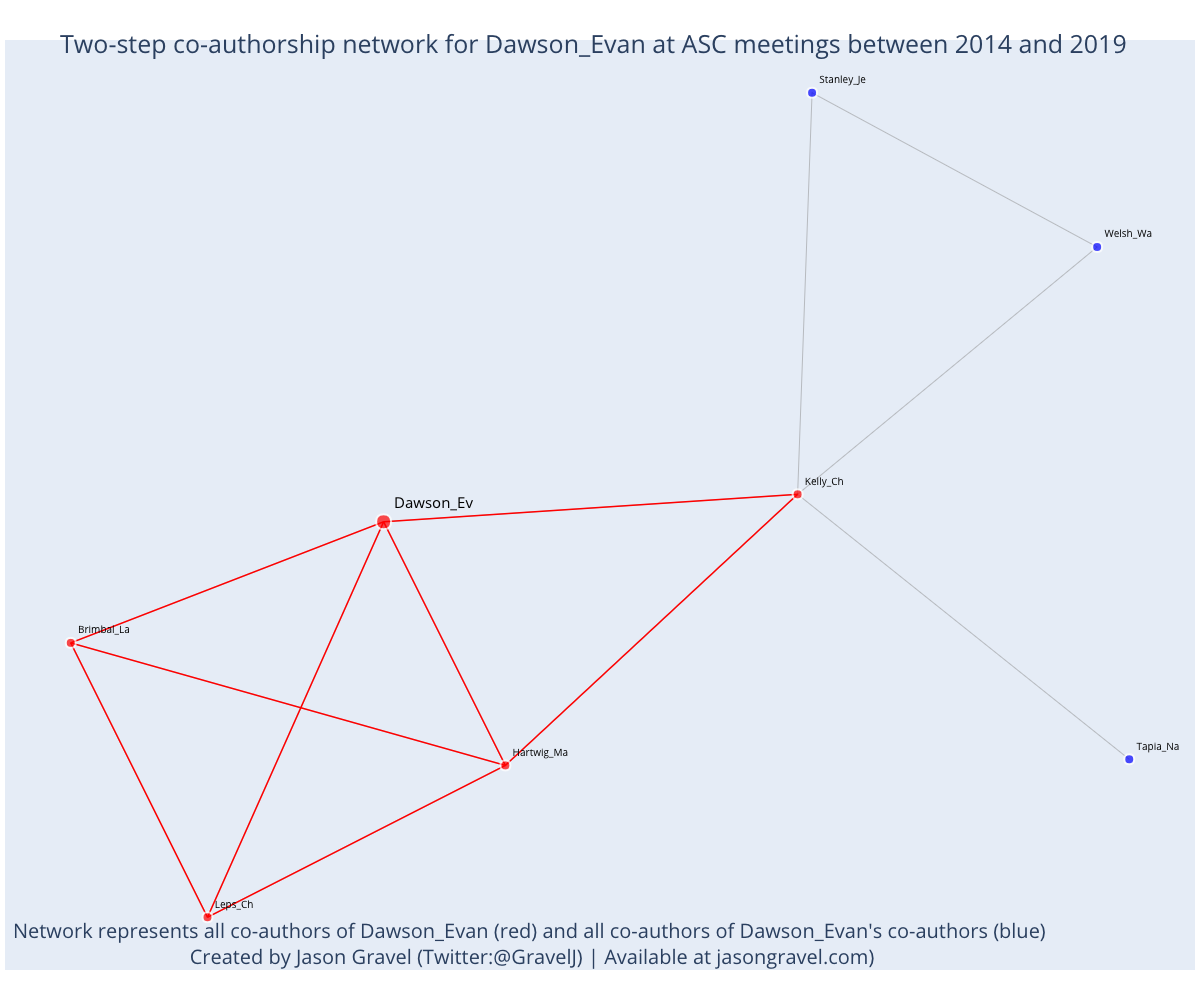 Two-step co-authorship network for Dawson_Evan at ASC meetings between 2014 and 2019
Stanley_Je
Welsh_Wa
Kelly_Ch
Dawson_Ev
Brimbal_La
Hartwig_Ma
Tapia_Na
Leps_Ch
Network represents all co-authors of Dawson_Evan (red) and all co-authors of Dawson_Evan's co-authors (blue)
Created by Jason Gravel (Twitter:@GravelJ) | Available at jasongravel.com)